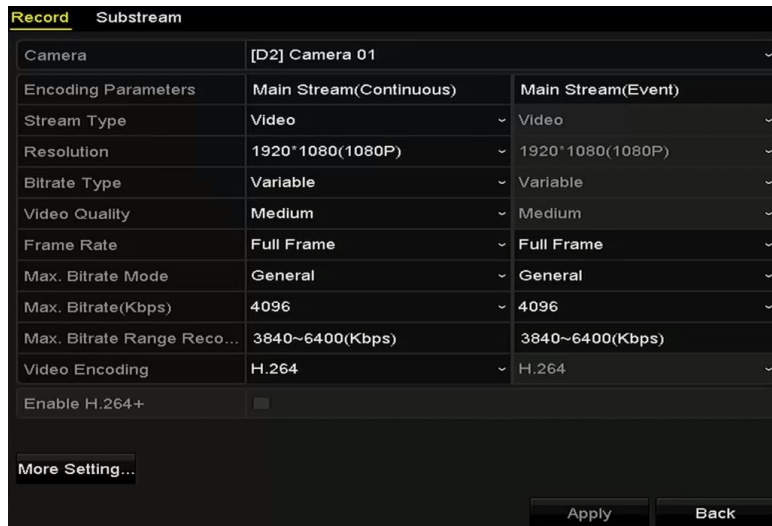 Record Substream
Camera [D2] Camera 01
Encoding Parameters Main Stream(Continuous) Main Stream(Event)
Stream Type Video Video
Resolution 1920*1080(1080P) 1920*1080(1080P)
Bitrate Type Variable Variable
Video Quality Medium Medium
Frame Rate Full Frame Full Frame
Max. Bitrate Mode General General
Max. Bitrate(Kbps) 4096 4096
Max. Bitrate Range Reco... 3840~6400(Kbps) 3840~6400(Kbps)
Video Encoding H.264 H.264
Enable H.264+
More Setting...
Apply Back